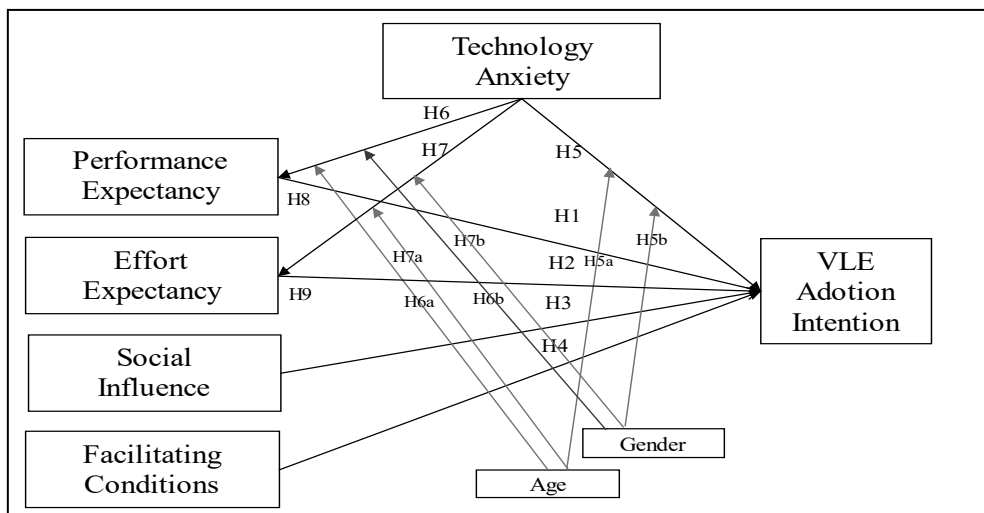 Technology
Anxiety
H6
H7
H5
Performance
Expectancy
H8
H1
H7b
H5b
Effort
Expectancy
H7a
H2
H5a
VLE
Adotion
Intention
H9
H6a
H6b
H3
Social
Influence
H4
Gender
Facilitating
Conditions
Age